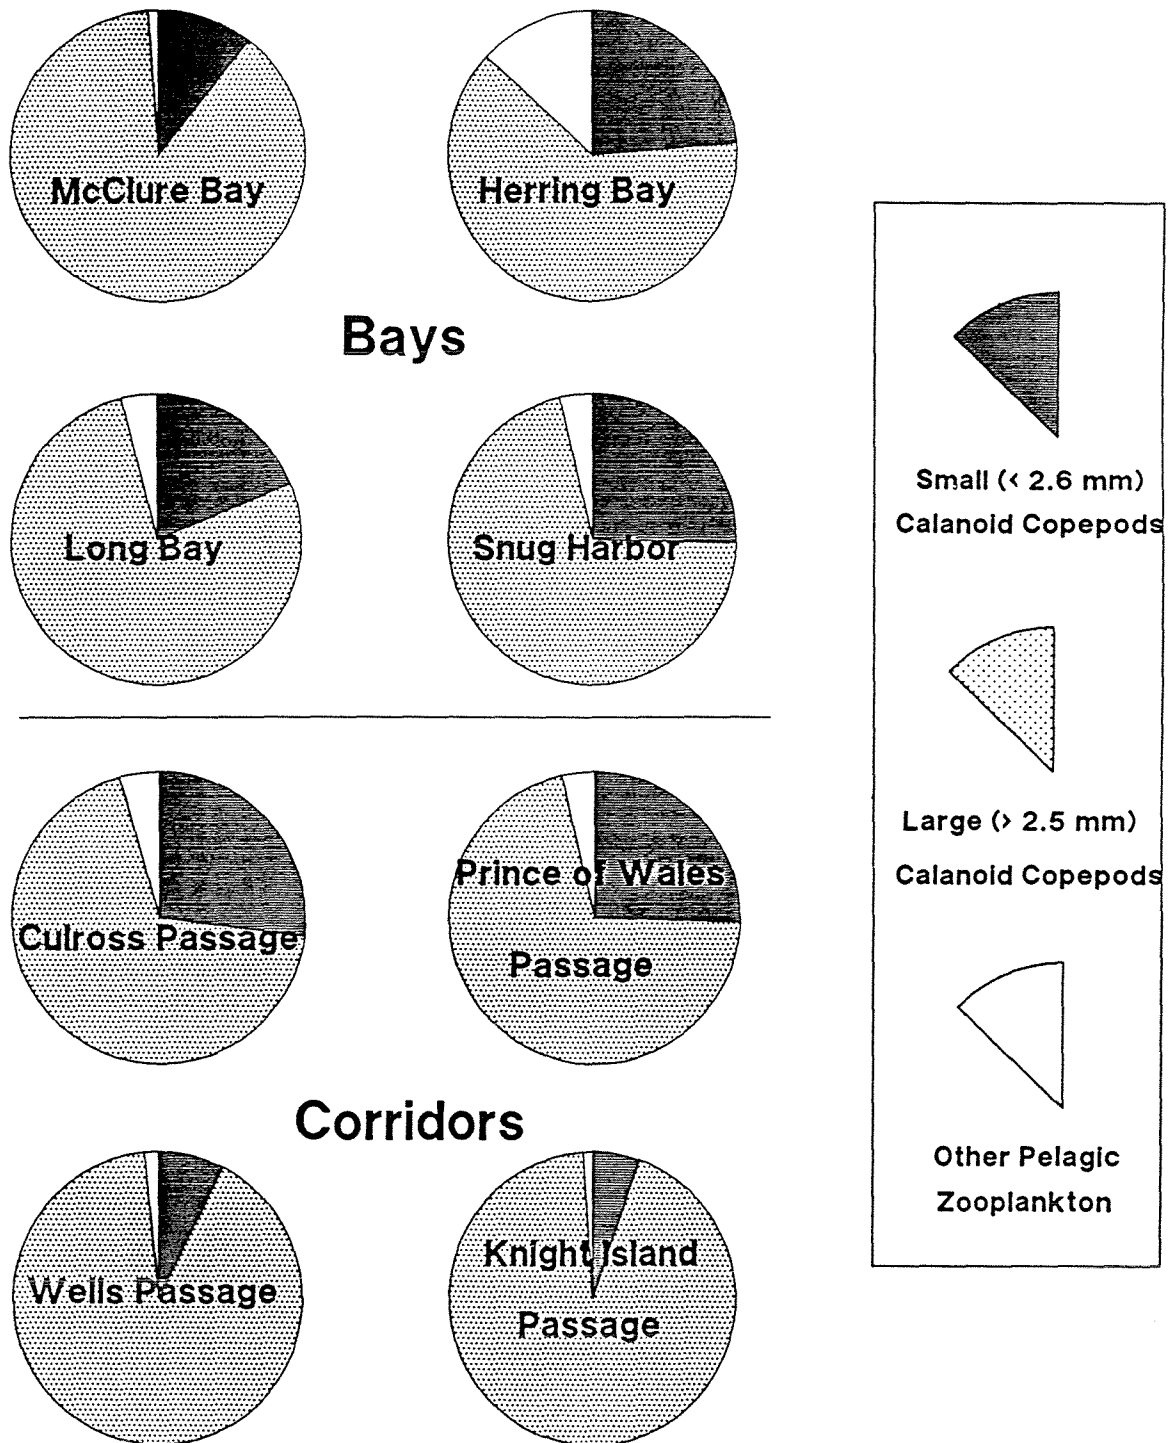 McClure Bay
Herring Bay
Bays
Long Bay
Snug Harbor
Culross Passage
Prince of Wales
Passage
Corridors
Wells Passage
Knight Island
Passage
Small (< 2.6 mm)
Calanoid Copepods
Large (> 2.5 mm)
Calanoid Copepods
Other Pelagic
Zooplankton